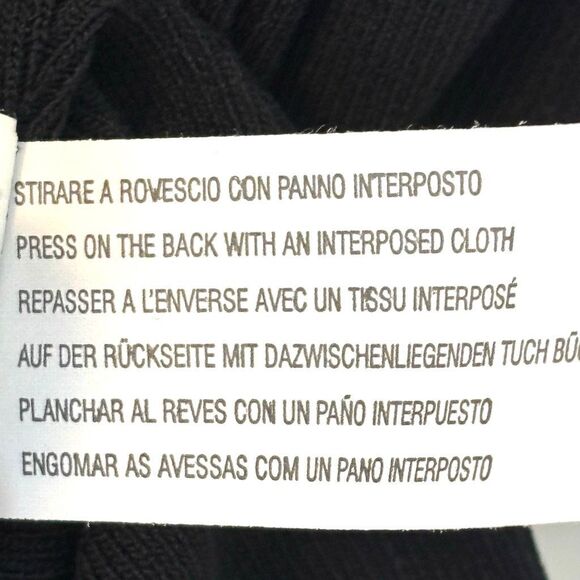 STIRARE A ROVESCIO CON PANNO INTERPOSTO
PRESS ON THE BACK WITH AN INTERPOSED CLOTH
REPASSER A L'ENVERSE AVEC UN TISSU INTERPOSÉ
AUF DER RÜCKSEITE MIT DAZWISCHENLIEGENDEN TUCH
PLANCHAR AL REVES CON UN PAÑO INTERPUESTO
ENGOMAR AS AVESSAS COM UN PANO INTERPOSTO